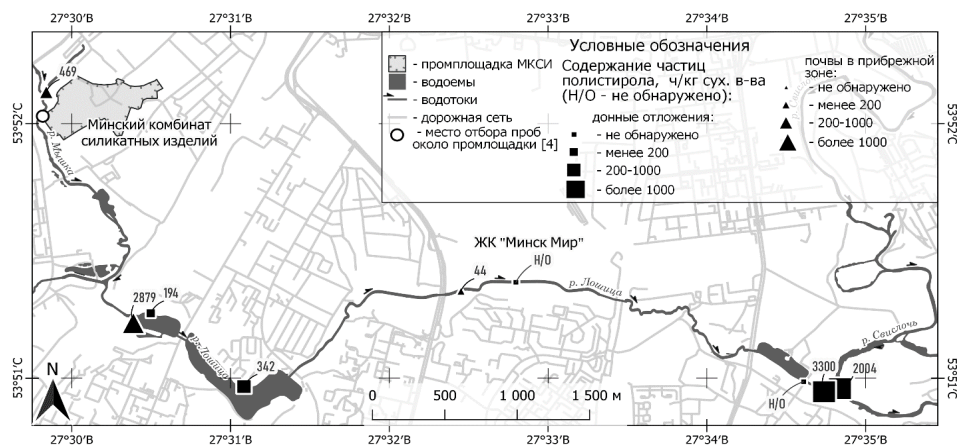 27°30'В 27°31'В 27°32'В 27°33'В 27°34'В 27°35'В
53°52'С
53°52'С
53°51'С
53°51'С
Условные обозначения
- промплощадка МКСИ
- водоемы
- водотоки
- дорожная сеть
- место отбора проб
около промлощадки [4]
Содержание частиц
полистирола, ч/кг сух. в-ва
(Н/О - не обнаружено):
донные отложения:
- не обнаружено
- менее 200
- 200-1000
- более 1000
почвы в прибрежной
зоне:
- не обнаружено
- менее 200
- 200-1000
- более 1000
469
Минский комбинат
силикатных изделий
р. Мышка
2879
194
р. Лошица
342
44
ЖК "Минск Мир"
Н/О
р. Лошица
р. Свислочь
3300
2004
Н/О
N
0 500 1 000 1 500 м
27°30'В 27°31'В 27°32'В 27°33'В 27°34'В 27°35'В